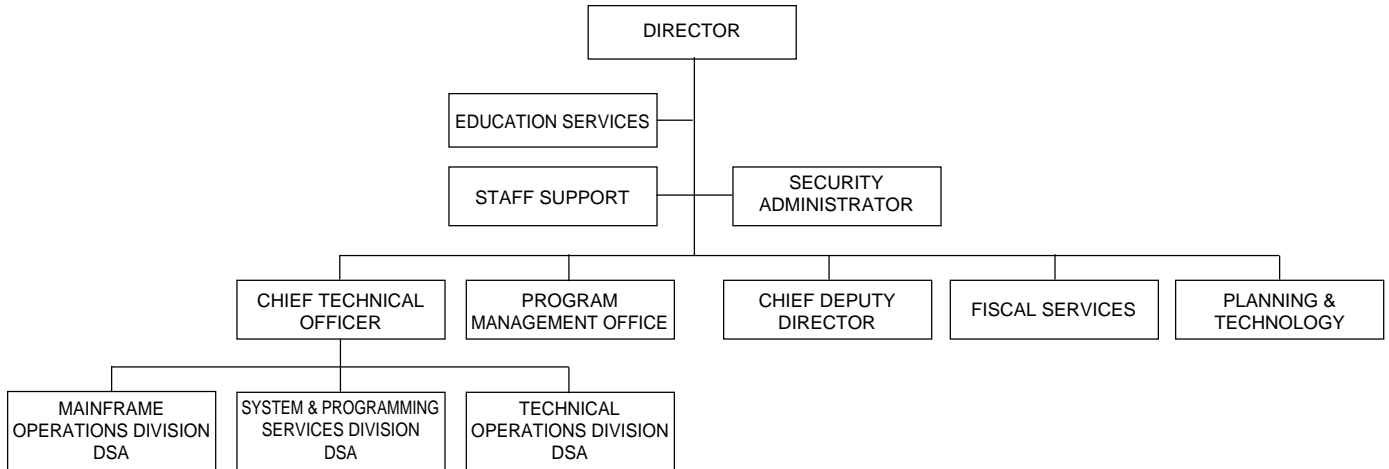 DIRECTOR
EDUCATION SERVICES
STAFF SUPPORT
SECURITY
ADMINISTRATOR
CHIEF TECHNICAL
OFFICER
PROGRAM
MANAGEMENT OFFICE
CHIEF DEPUTY
DIRECTOR
FISCAL SERVICES
PLANNING &
TECHNOLOGY
MAINFRAME
OPERATIONS DIVISION
DSA
SYSTEM & PROGRAMMING
SERVICES DIVISION
DSA
TECHNICAL
OPERATIONS DIVISION
DSA